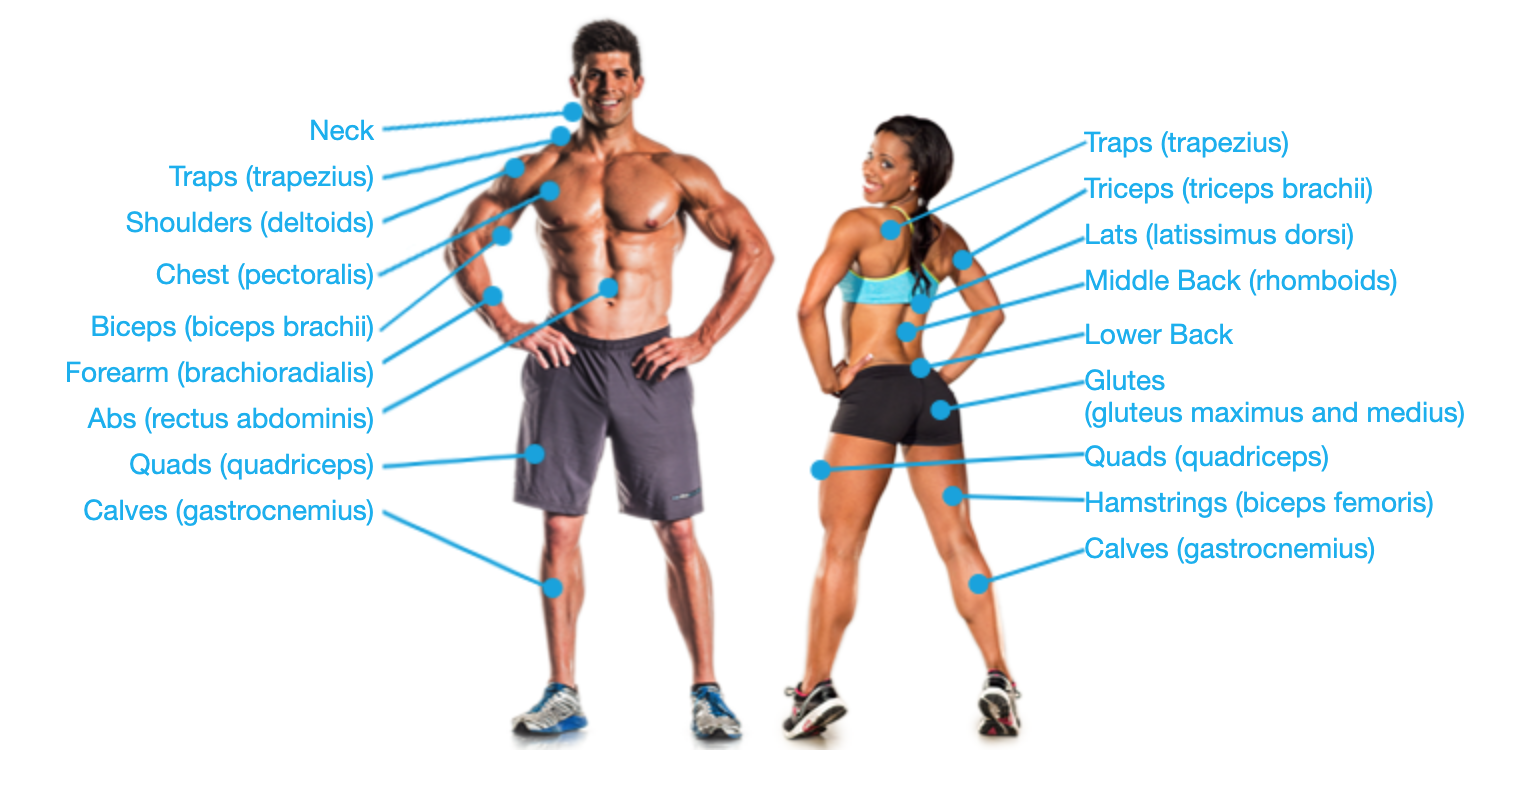 Neck
Traps (trapezius)
Shoulders (deltoids)
Chest (pectoralis)
Biceps (biceps brachii)
Forearm (brachioradialis)
Abs (rectus abdominis)
Quads (quadriceps)
Calves (gastrocnemius)
Traps (trapezius)
Triceps (triceps brachii)
Lats (latissimus dorsi)
Middle Back (rhomboids)
Lower Back
Glutes
(gluteus maximus and medius)
Quads (quadriceps)
Hamstrings (biceps femoris)
Calves (gastrocnemius)